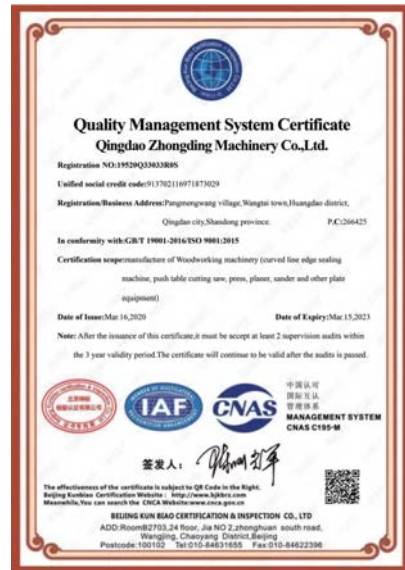 Quality Management System Certificate
Qingdao Zhongding Machinery Co.,Ltd.
Registration NO:19520Q33033R0S
Unified social credit code:913702116971873029
Registration/Business Address:Pangmengwang village,Wangtai town,Huangdao district,
Qingdao city,Shandong province. P.C:266425
In conformity with:GB/T 19001-2016/ISO 9001:2015
Certification scope:manufacture of Woodworking machinery (curved line edge sealing
machine, push table cutting saw, press, planer, sander and other plate
equipment)
Date of Issue:Mar.16,2020 Date of Expiry:Mar.15,2023
Note: After the issuance of this certificate,it must be accept at least 2 supervision audits within
the 3 year validity period.The certificate will continue to be valid after the audits is passed.
MEMBER OF MULTILATERAL
IAF
RECOGNITION ARRANGEMENT
CNAS
中国认可
国际互认
管理体系
MANAGEMENT SYSTEM
CNAS C195-M
签发人:
The effectiveness of the certificate is subject to QR Code in the Right.
Beijing Kunbiao Certification Website: http://www.bjkbrz.com
Meanwhile,You can search the CNCA Website:www.cnca.gov.cn
BEIJING KUN BIAO CERTIFICATION & INSPECTION CO., LTD
ADD:RoomB2703,24 floor, Jia NO 2,zhonghuan south road,
Wangjing, Chaoyang District,Beijing
Postcode:100102 Tel:010-84631655 Fax:010-84622396